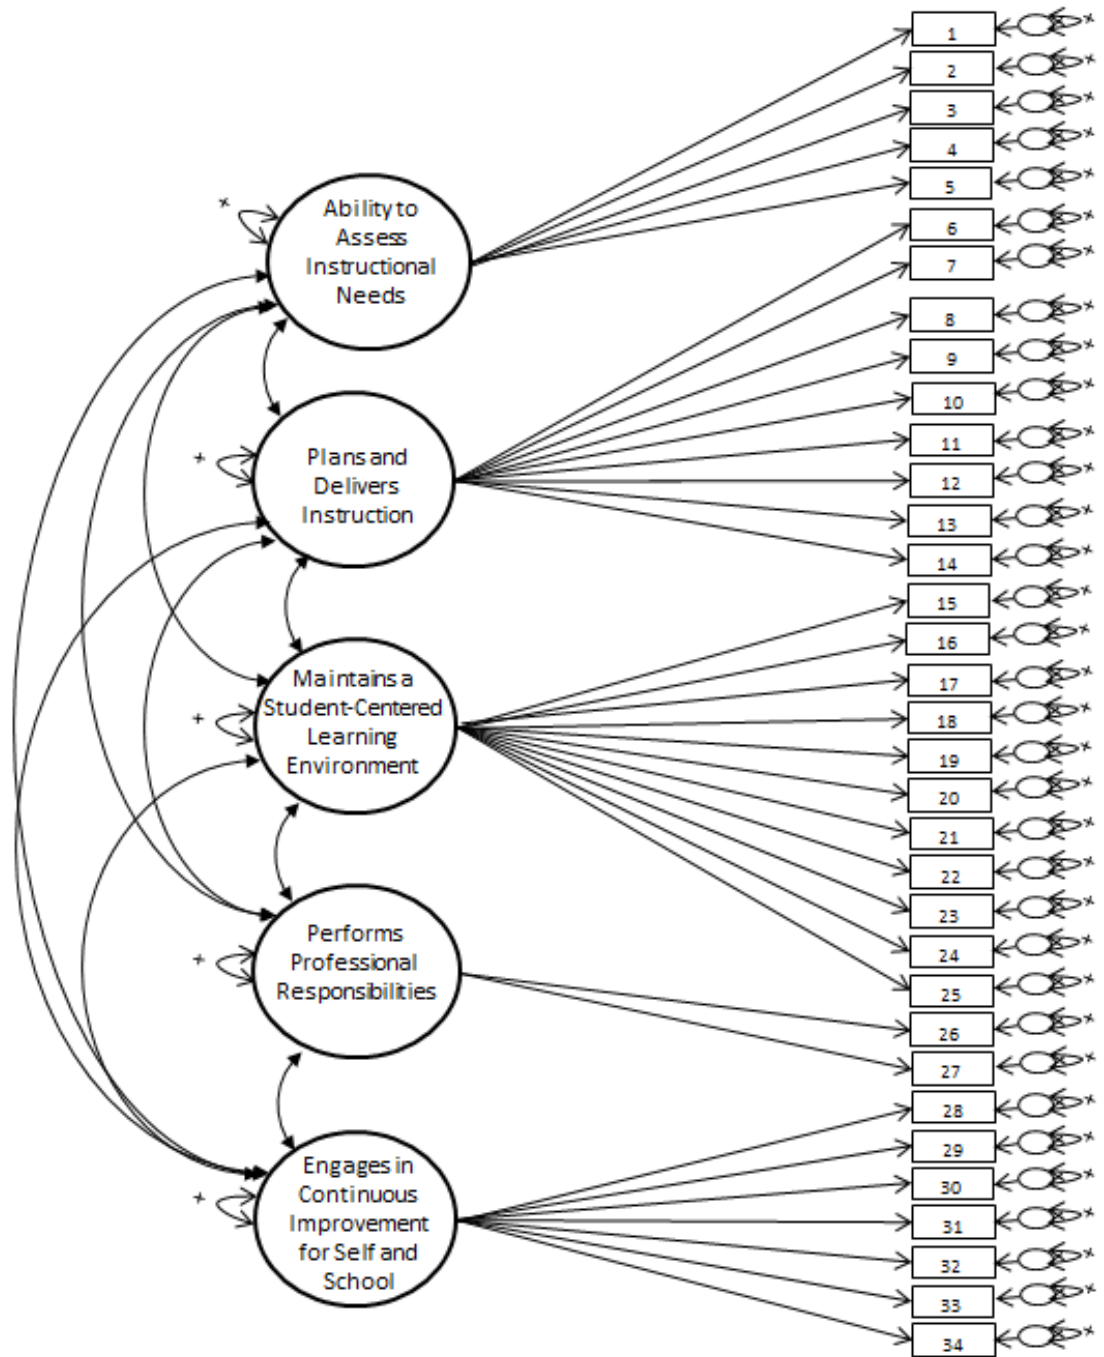 1
2
3
4
5
6
7
8
9
10
11
12
13
14
15
16
17
18
19
20
21
22
23
24
25
26
27
28
29
30
31
32
33
34
Ability to
Assess
Instructional
Needs
Plans and
Delivers
Instruction
Maintains a
Student-Centered
Learning
Environment
Performs
Professional
Responsibilities
Engages in
Continuous
Improvement
for Self and
School